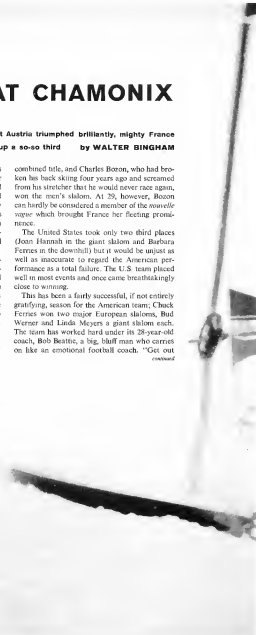 AT CHAMONIX
t Austria triumphed brilliantly, mighty France
up a so-so third by WALTER BINGHAM
combined title, and Charles Bozon, who had bro-
ken his back skiing four years ago and screamed
from his stretcher that he would never race again,
won the men's slalom. At 29, however, Bozon
can hardly be considered a member of the nouvelle
vague which brought France her fleeting promi-
nence.
The United States took only two third places
(Joan Hannah in the giant slalom and Barbara
Ferries in the downhill) but it would be unjust as
well as inaccurate to regard the American per-
formance as a total failure. The U.S. team placed
well in most events and once came breathtakingly
close to winning.
This has been a fairly successful, if not entirely
gratifying, season for the American team; Chuck
Ferries won two major European slaloms, Bud
Werner and Linda Meyers a giant slalom each.
The team has worked hard under its 28-year-old
coach, Bob Beattie, a big, bluff man who carries
on like an emotional football coach. "Get out
continued